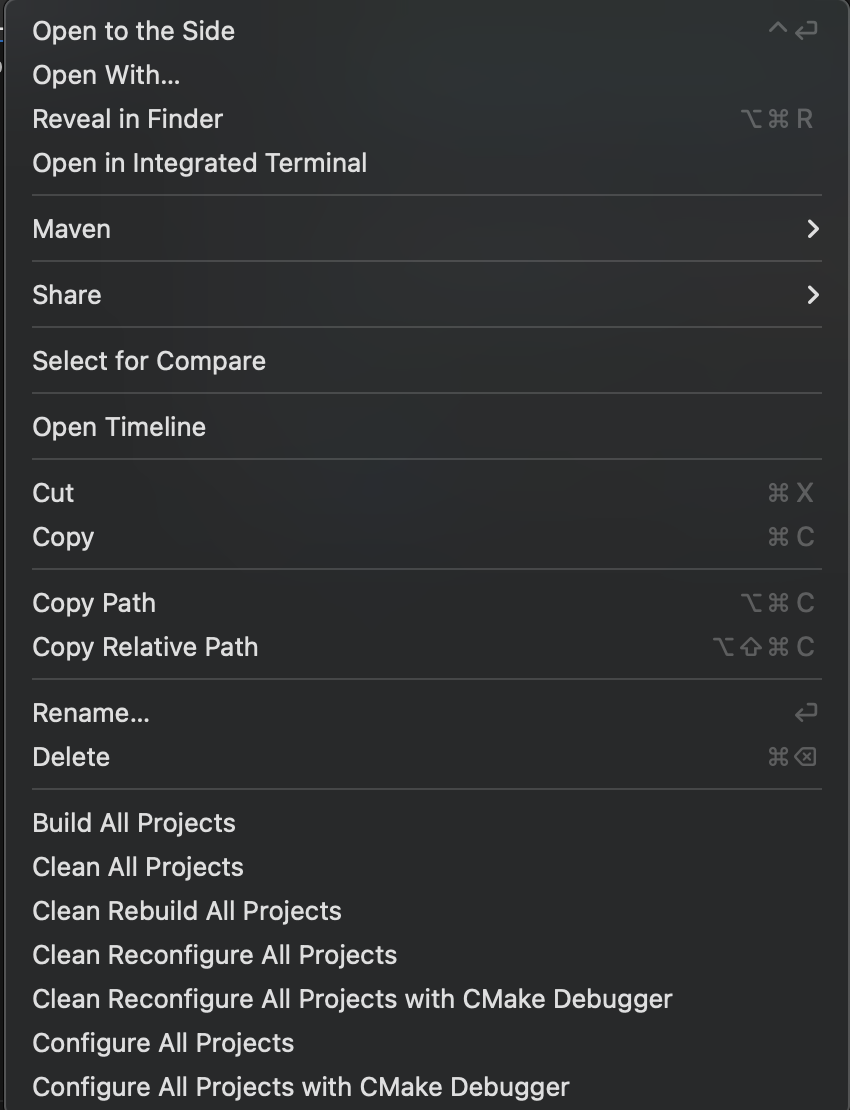 Open to the Side ^ ↩
Open With...
Reveal in Finder ⌥ ⌘ R
Open in Integrated Terminal
Maven >
Share >
Select for Compare
Open Timeline
Cut ⌘ X
Copy ⌘ C
Copy Path ⌥ ⌘ C
Copy Relative Path ⌥ ⇧ ⌘ C
Rename... ↩
Delete ⌘ ⌫
Build All Projects
Clean All Projects
Clean Rebuild All Projects
Clean Reconfigure All Projects
Clean Reconfigure All Projects with CMake Debugger
Configure All Projects
Configure All Projects with CMake Debugger